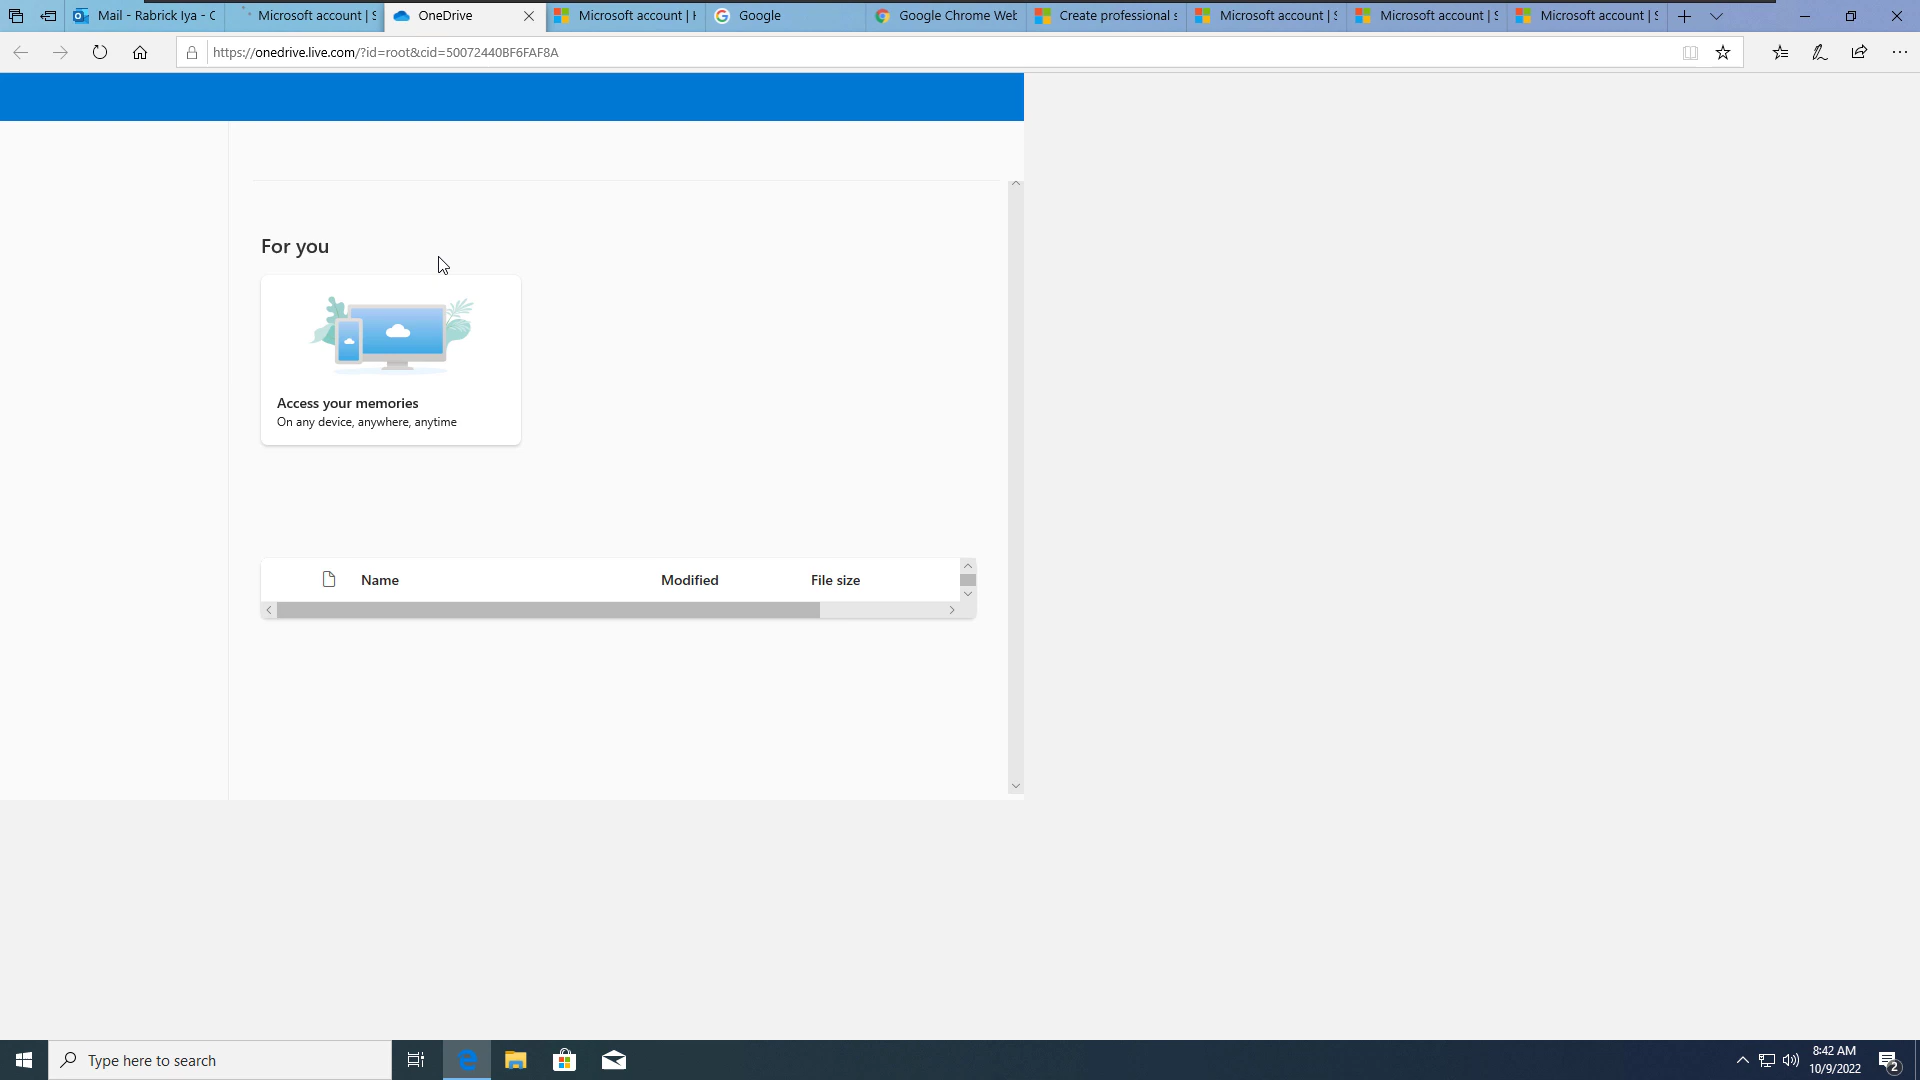 Mail - Rabrick Iya - O
Microsoft account | S
OneDrive
Microsoft account | H
Google
Google Chrome Web
Create professional s
Microsoft account | S
Microsoft account | S
Microsoft account | S
https://onedrive.live.com/?id=root&cid=50072440BF6FAF8A
For you
Access your memories
On any device, anywhere, anytime
Name
Modified
File size
Type here to search
8:42 AM
10/9/2022
2